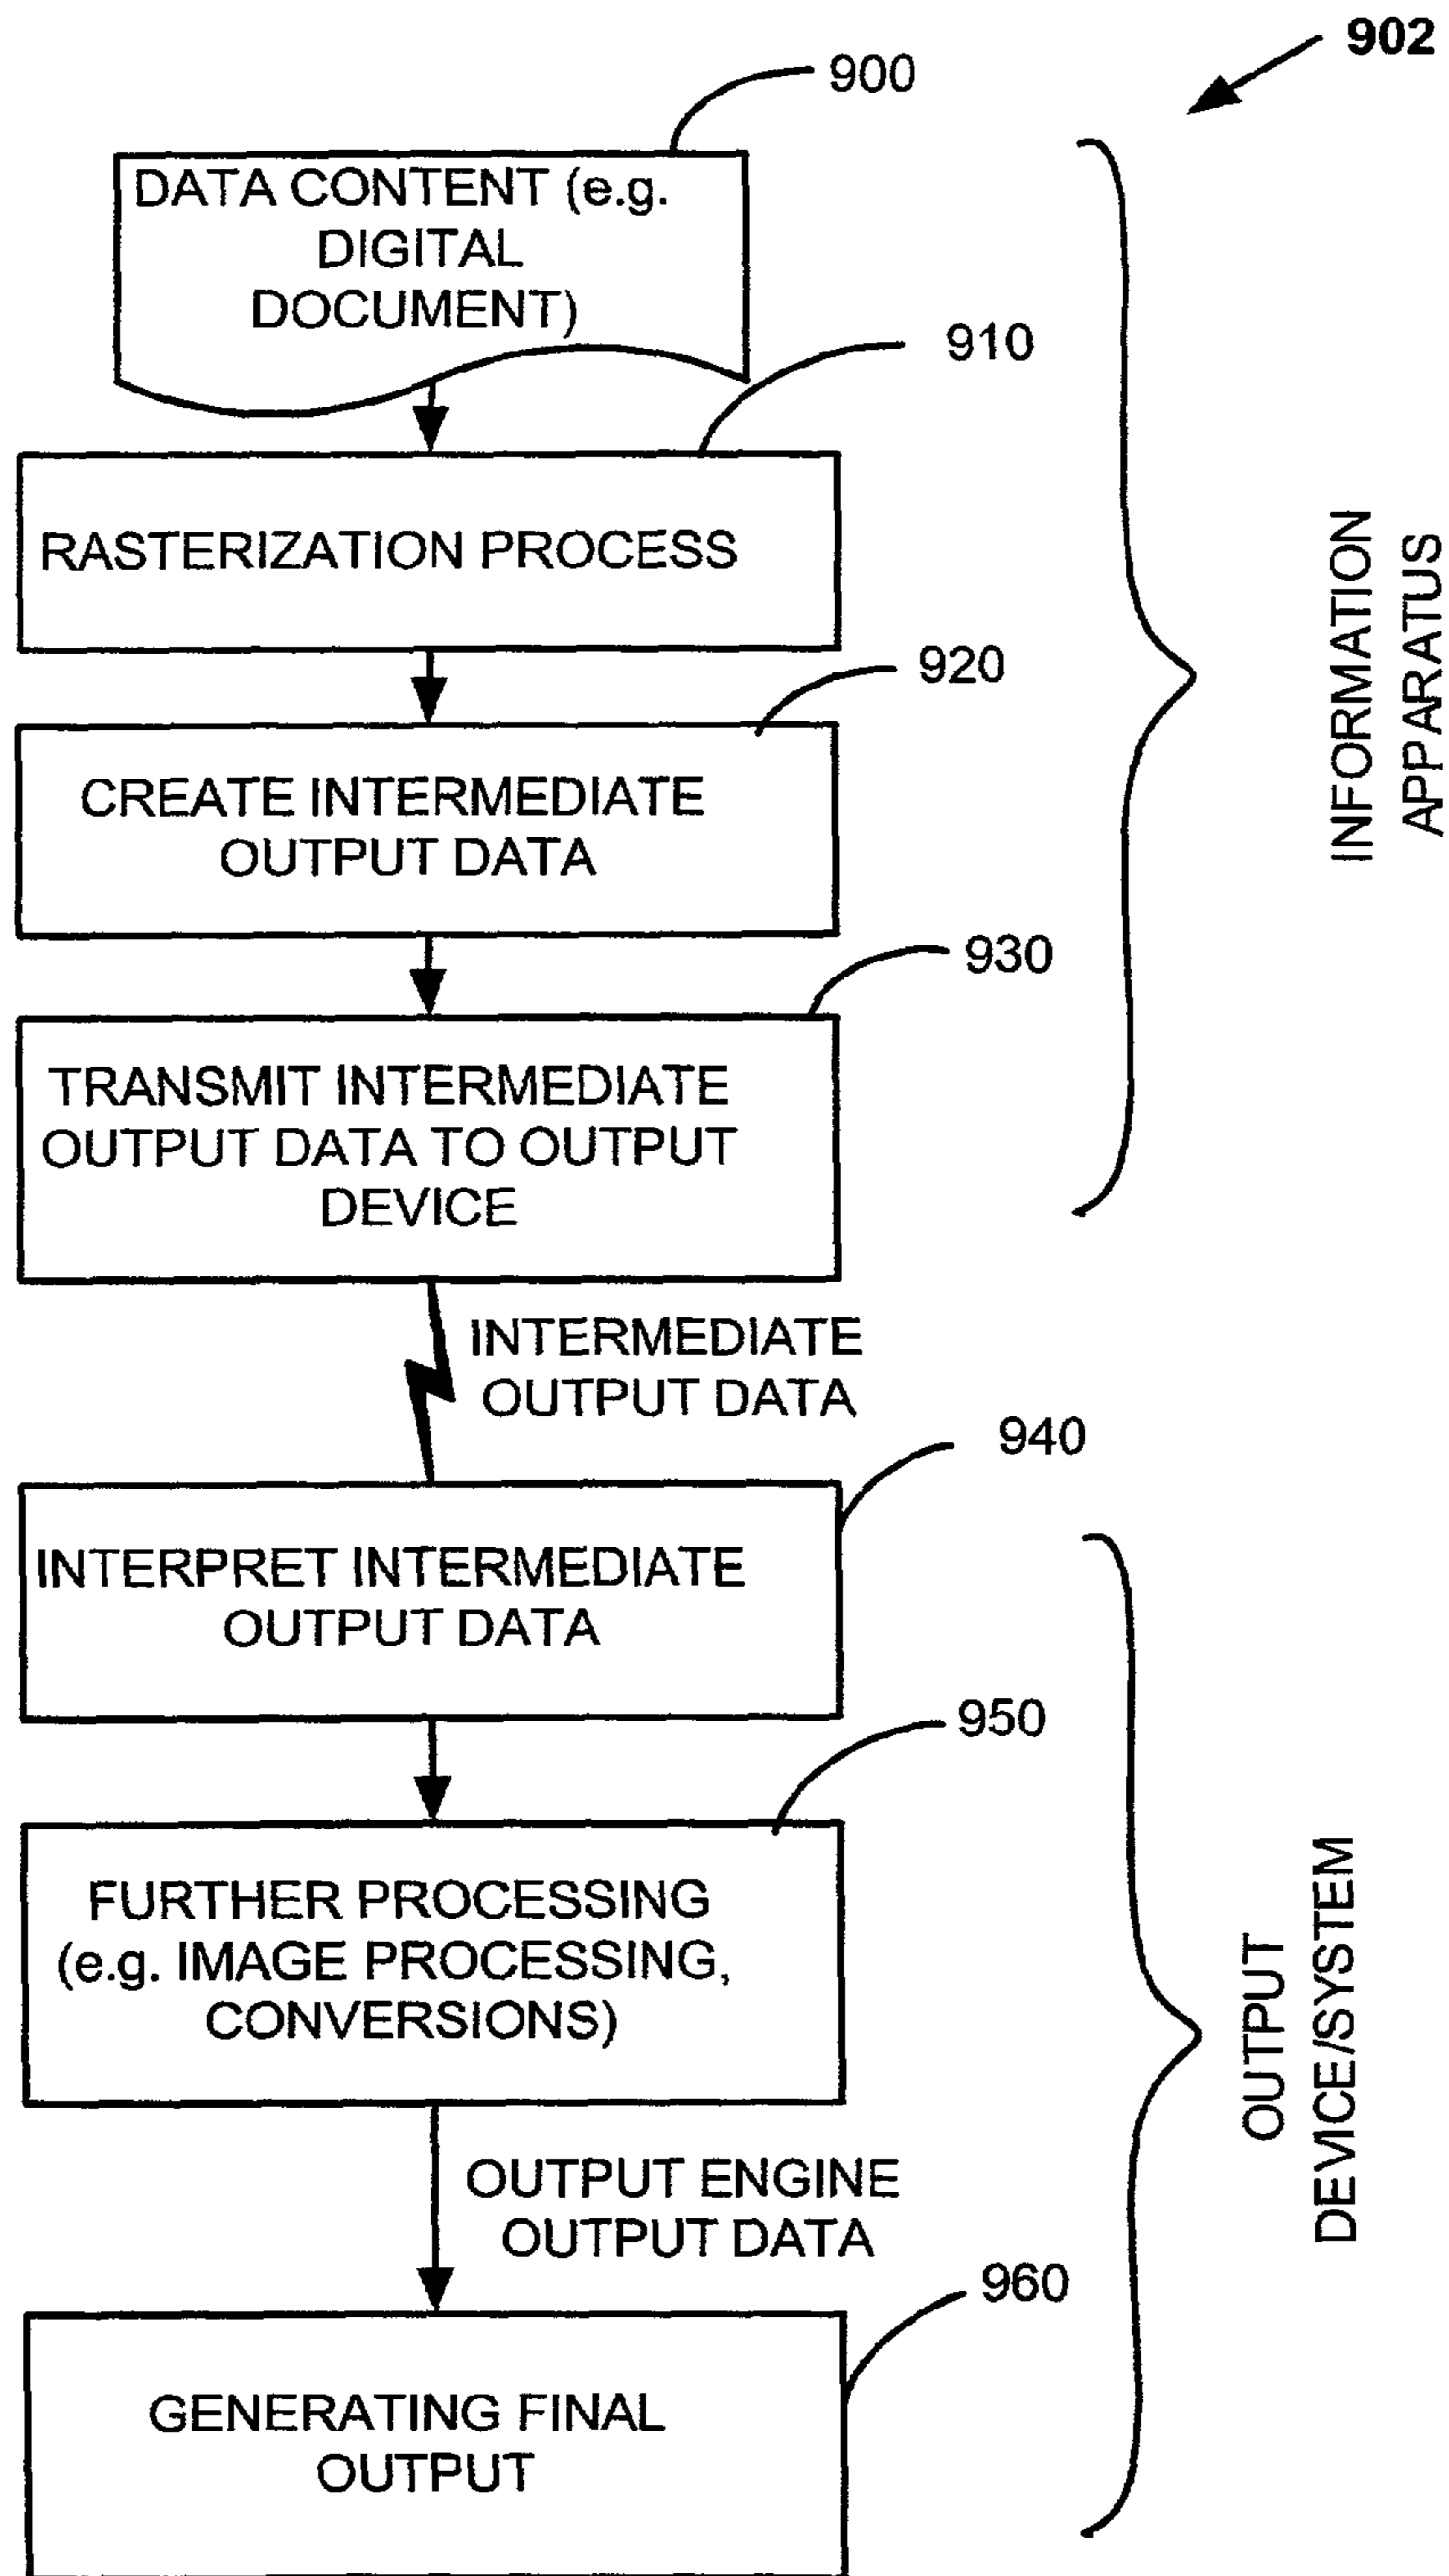 902
900
DATA CONTENT (e.g.
DIGITAL
DOCUMENT)
910
RASTERIZATION PROCESS
920
CREATE INTERMEDIATE
OUTPUT DATA
930
TRANSMIT INTERMEDIATE
OUTPUT DATA TO OUTPUT
DEVICE
INFORMATION
APPARATUS
INTERMEDIATE
OUTPUT DATA
940
INTERPRET INTERMEDIATE
OUTPUT DATA
950
FURTHER PROCESSING
(e.g. IMAGE PROCESSING,
CONVERSIONS)
OUTPUT ENGINE
OUTPUT DATA
960
GENERATING FINAL
OUTPUT
OUTPUT
DEVICE/SYSTEM